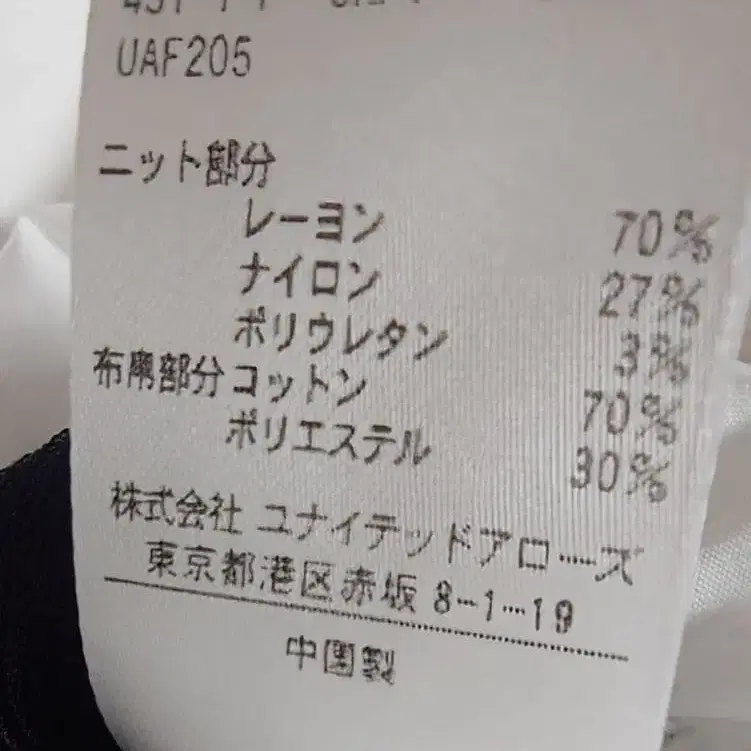 UAF205
ニット部分
レーヨン 70%
ナイロン 27%
ポリウレタン 3%
布帛部分 コットン 70%
ポリエステル 30%
株式会社 ユナイテッドアローズ
東京都港区赤坂 8-1-19
中国製